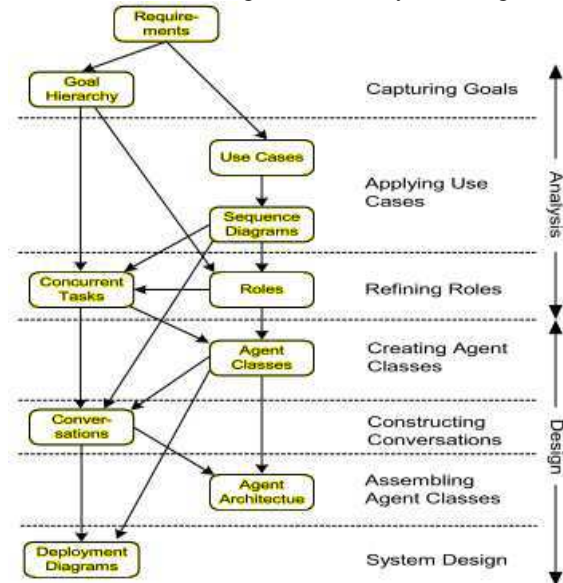 Require-
ments
Goal
Hierarchy
Capturing Goals
Use Cases
Applying Use
Cases
Sequence
Diagrams
Analysis
Concurrent
Tasks
Roles
Refining Roles
Agent
Classes
Creating Agent
Classes
Conver-
sations
Constructing
Conversations
Design
Agent
Architectue
Assembling
Agent Classes
Deployment
Diagrams
System Design